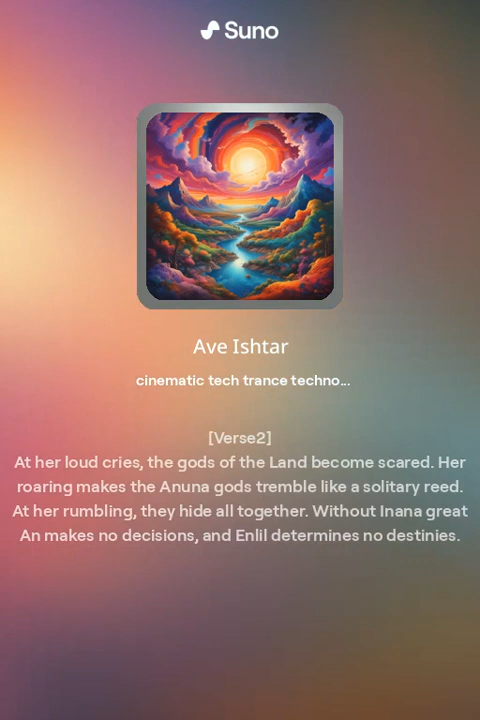 Suno
Ave Ishtar
cinematic tech trance techno...
[Verse2]
At her loud cries, the gods of the Land become scared. Her
roaring makes the Anuna gods tremble like a solitary reed.
At her rumbling, they hide all together. Without Inana great
An makes no decisions, and Enlil determines no destinies.